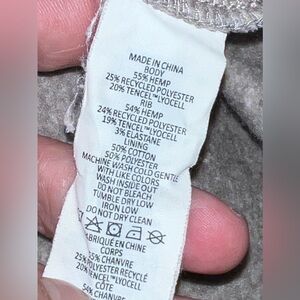 MADE IN CHINA
BODY
55% HEMP
25% RECYCLED POLYESTER
20% TENCEL™LYOCELL
RIB
54% HEMP
24% RECYCLED POLYESTER
19% TENCEL™LYOCELL
3% ELASTANE
LINING
50% COTTON
50% POLYESTER
MACHINE WASH COLD GENTLE
WITH LIKE COLORS
WASH INSIDE OUT
DO NOT BLEACH
TUMBLE DRY LOW
IRON LOW
DO NOT DRY CLEAN
FABRIQUÉ EN CHINE
CORPS
55% CHANVRE
25% POLYESTER RECYCLÉ
20% TENCEL™LYOCELL
CÔTE
54% CHANVRE